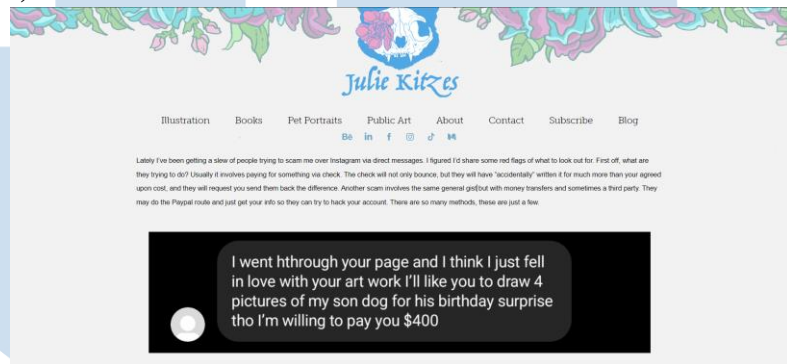 Julie Kitzes
Illustration Books Pet Portraits Public Art About Contact Subscribe Blog
Bē in f
Lately I've been getting a slew of people trying to scam me over Instagram via direct messages. I figured I'd share some red flags of what to look out for. First off, what are
they trying to do? Usually it involves paying for something via check. The check will not only bounce, but they will have "accidentally" written it for much more than your agreed
upon cost, and they will request you send them back the difference. Another scam involves the same general gist but with money transfers and sometimes a third party. They
may do the Paypal route and just get your info so they can try to hack your account. There are so many methods, these are just a few.
I went hthrough your page and I think I just fell
in love with your art work I'll like you to draw 4
pictures of my son dog for his birthday surprise
tho I'm willing to pay you $400